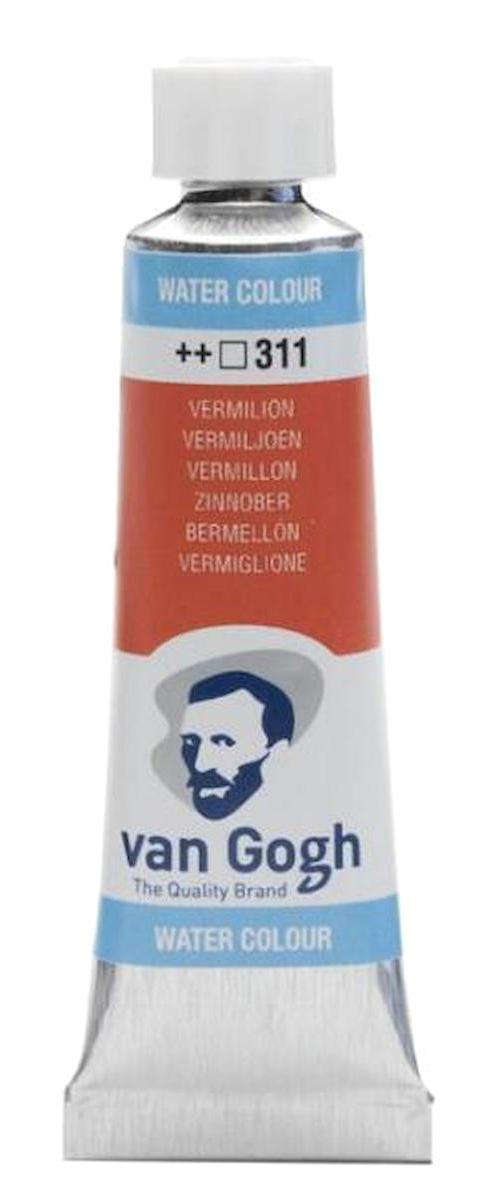 WATER COLOUR
++□311
VERMILION
VERMILJOEN
VERMILLON
ZINNOBER
BERMELLÓN
VERMIGLIONE
van Gogh
The Quality Brand
WATER COLOUR